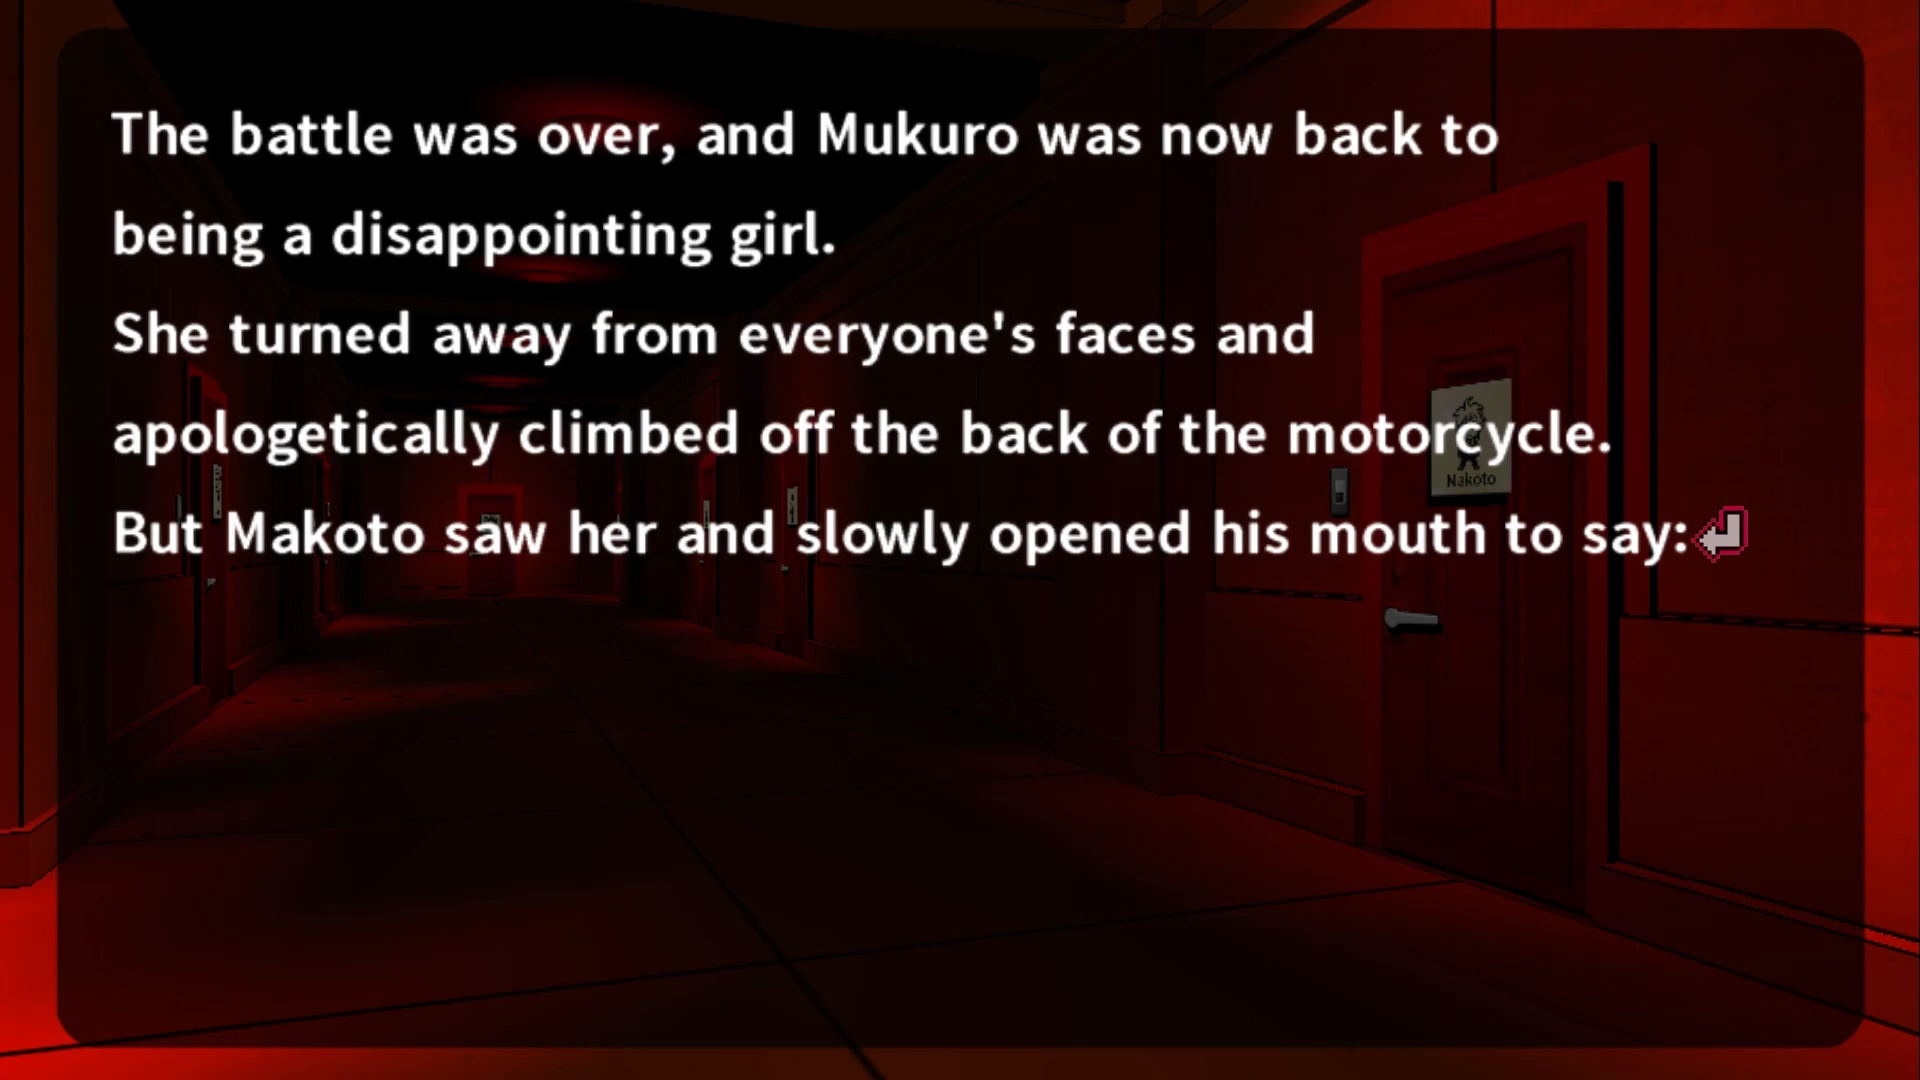 The battle was over, and Mukuro was now back to
being a disappointing girl.
She turned away from everyone's faces and
apologetically climbed off the back of the motorcycle.
But Makoto saw her and slowly opened his mouth to say:
Nakoto